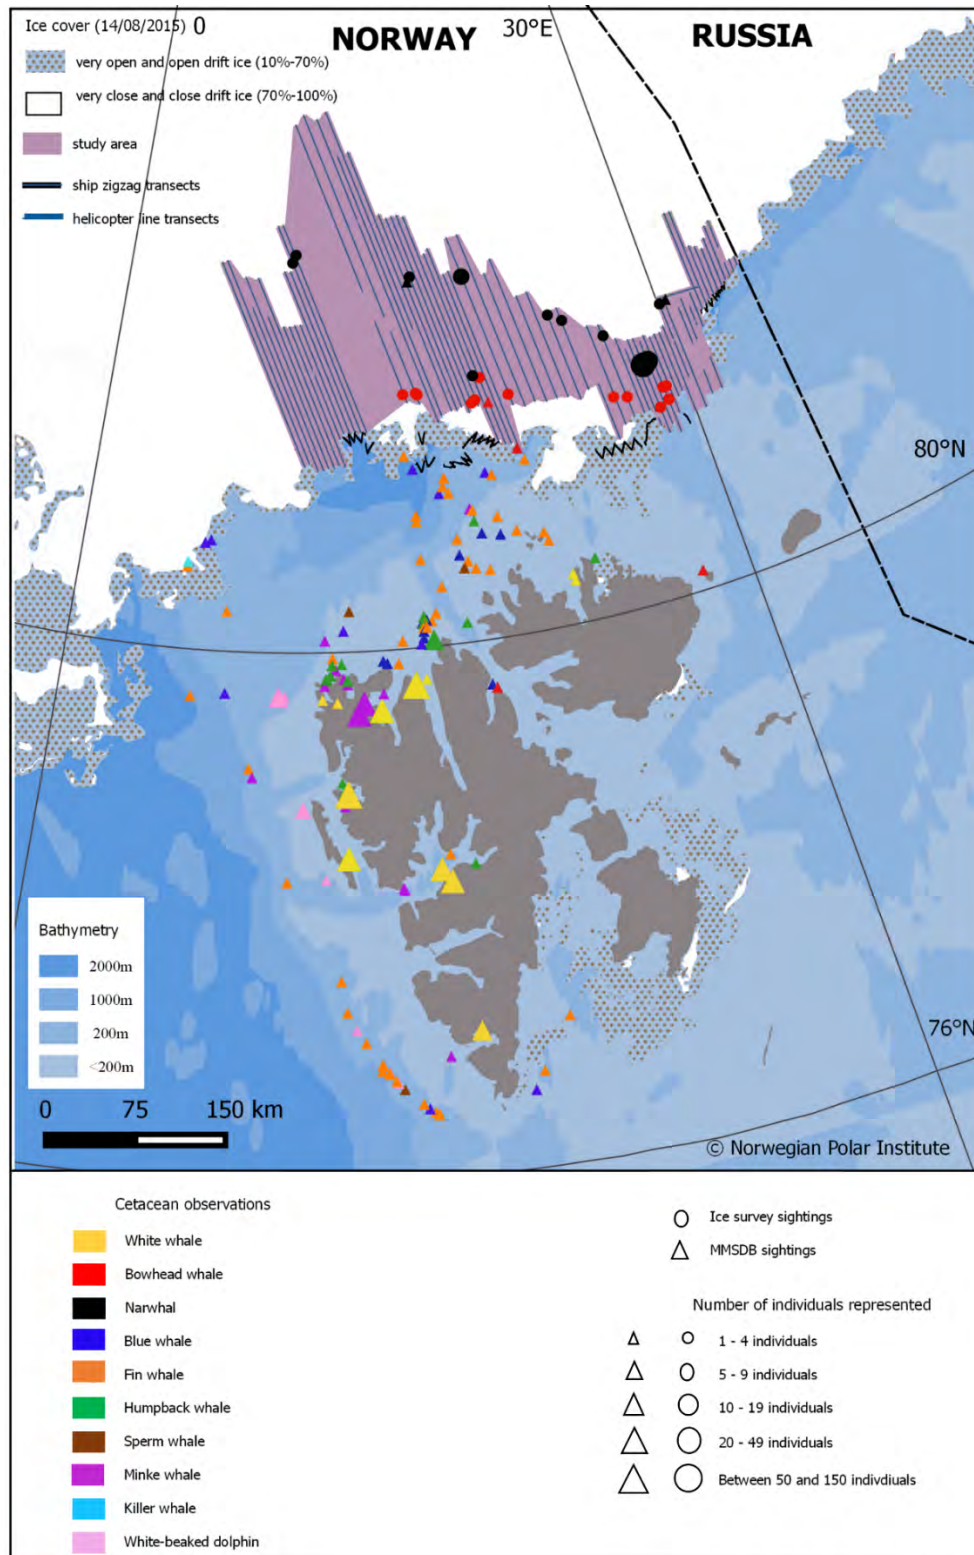 Ice cover (14/08/2015)
0
NORWAY
30°E
RUSSIA
very open and open drift ice (10%-70%)
very close and close drift ice (70%-100%)
study area
ship zigzag transects
helicopter line transects
80°N
Bathymetry
2000m
1000m
200m
<200m
76°N
0 75 150 km
© Norwegian Polar Institute
Cetacean observations
White whale
Bowhead whale
Narwhal
Blue whale
Fin whale
Humpback whale
Sperm whale
Minke whale
Killer whale
White-beaked dolphin
Ice survey sightings
MMSDB sightings
Number of individuals represented
1 - 4 individuals
5 - 9 individuals
10 - 19 individuals
20 - 49 individuals
Between 50 and 150 indivdiuals